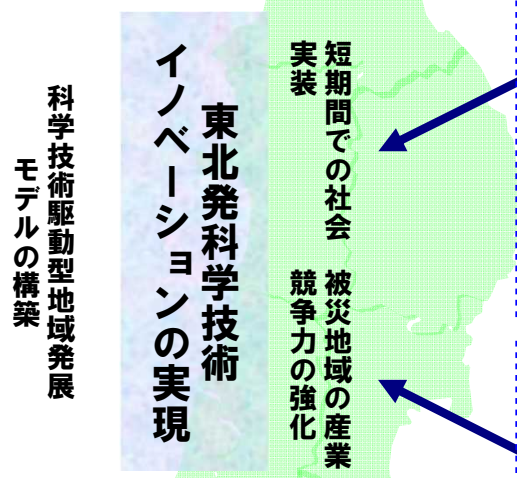 短期間での社会
実装
被災地域の産業
競争力の強化
東北発科学技術
イノベーションの実現
科学技術駆動型地域発展
モデルの構築